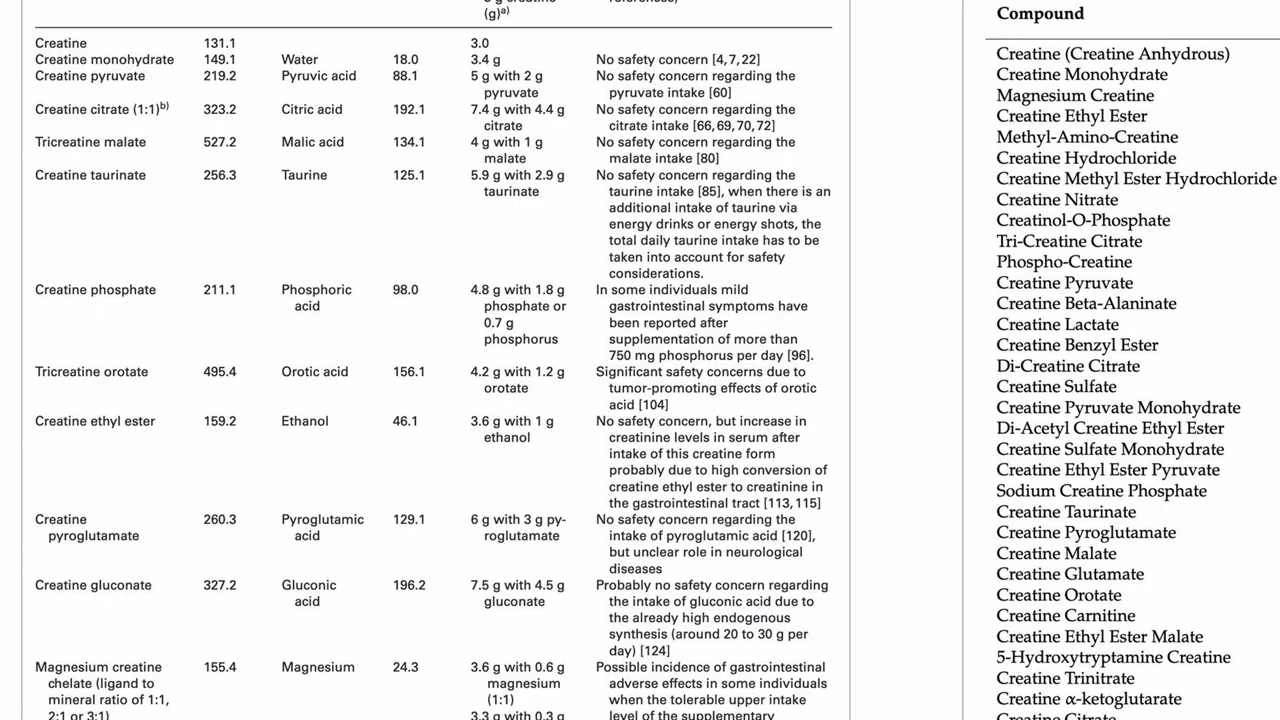 (g)a)
Creatine 131.1 3.0
Creatine monohydrate 149.1 Water 18.0 3.4 g No safety concern [4,7,22]
Creatine pyruvate 219.2 Pyruvic acid 88.1 5 g with 2 g No safety concern regarding the
pyruvate pyruvate intake [60]
Creatine citrate (1:1)b) 323.2 Citric acid 192.1 7.4 g with 4.4 g No safety concern regarding the
citrate citrate intake [66,69,70,72]
Tricreatine malate 527.2 Malic acid 134.1 4 g with 1 g No safety concern regarding the
malate malate intake [80]
Creatine taurinate 256.3 Taurine 125.1 5.9 g with 2.9 g No safety concern regarding the
taurinate taurine intake [85], when there is an
additional intake of taurine via
energy drinks or energy shots, the
total daily taurine intake has to be
taken into account for safety
considerations.
Creatine phosphate 211.1 Phosphoric 98.0 4.8 g with 1.8 g In some individuals mild
acid phosphate or gastrointestinal symptoms have
0.7 g been reported after
phosphorus supplementation of more than
750 mg phosphorus per day [96].
Tricreatine orotate 495.4 Orotic acid 156.1 4.2 g with 1.2 g Significant safety concerns due to
orotate tumor-promoting effects of orotic
acid [104]
Creatine ethyl ester 159.2 Ethanol 46.1 3.6 g with 1 g No safety concern, but increase in
ethanol creatinine levels in serum after
intake of this creatine form
probably due to high conversion of
creatine ethyl ester to creatinine in
the gastrointestinal tract [113,115]
Creatine 260.3 Pyroglutamic 129.1 6 g with 3 g py- No safety concern regarding the
pyroglutamate acid roglutamate intake of pyroglutamic acid [120],
but unclear role in neurological
diseases
Creatine gluconate 327.2 Gluconic 196.2 7.5 g with 4.5 g Probably no safety concern regarding
acid gluconate the intake of gluconic acid due to
the already high endogenous
synthesis (around 20 to 30 g per
day) [124]
Magnesium creatine 155.4 Magnesium 24.3 3.6 g with 0.6 g Possible incidence of gastrointestinal
chelate (ligand to magnesium adverse effects in some individuals
mineral ratio of 1:1, (1:1) when the tolerable upper intake
2:1 or 3:1) 3.3 g with 0.3 g level of the supplementary
Compound
Creatine (Creatine Anhydrous)
Creatine Monohydrate
Magnesium Creatine
Creatine Ethyl Ester
Methyl-Amino-Creatine
Creatine Hydrochloride
Creatine Methyl Ester Hydrochloride
Creatine Nitrate
Creatinol-O-Phosphate
Tri-Creatine Citrate
Phospho-Creatine
Creatine Pyruvate
Creatine Beta-Alaninate
Creatine Lactate
Creatine Benzyl Ester
Di-Creatine Citrate
Creatine Sulfate
Creatine Pyruvate Monohydrate
Di-Acetyl Creatine Ethyl Ester
Creatine Sulfate Monohydrate
Creatine Ethyl Ester Pyruvate
Sodium Creatine Phosphate
Creatine Taurinate
Creatine Pyroglutamate
Creatine Malate
Creatine Glutamate
Creatine Orotate
Creatine Carnitine
Creatine Ethyl Ester Malate
5-Hydroxytryptamine Creatine
Creatine Trinitrate
Creatine α-ketoglutarate
Creatine Citrate